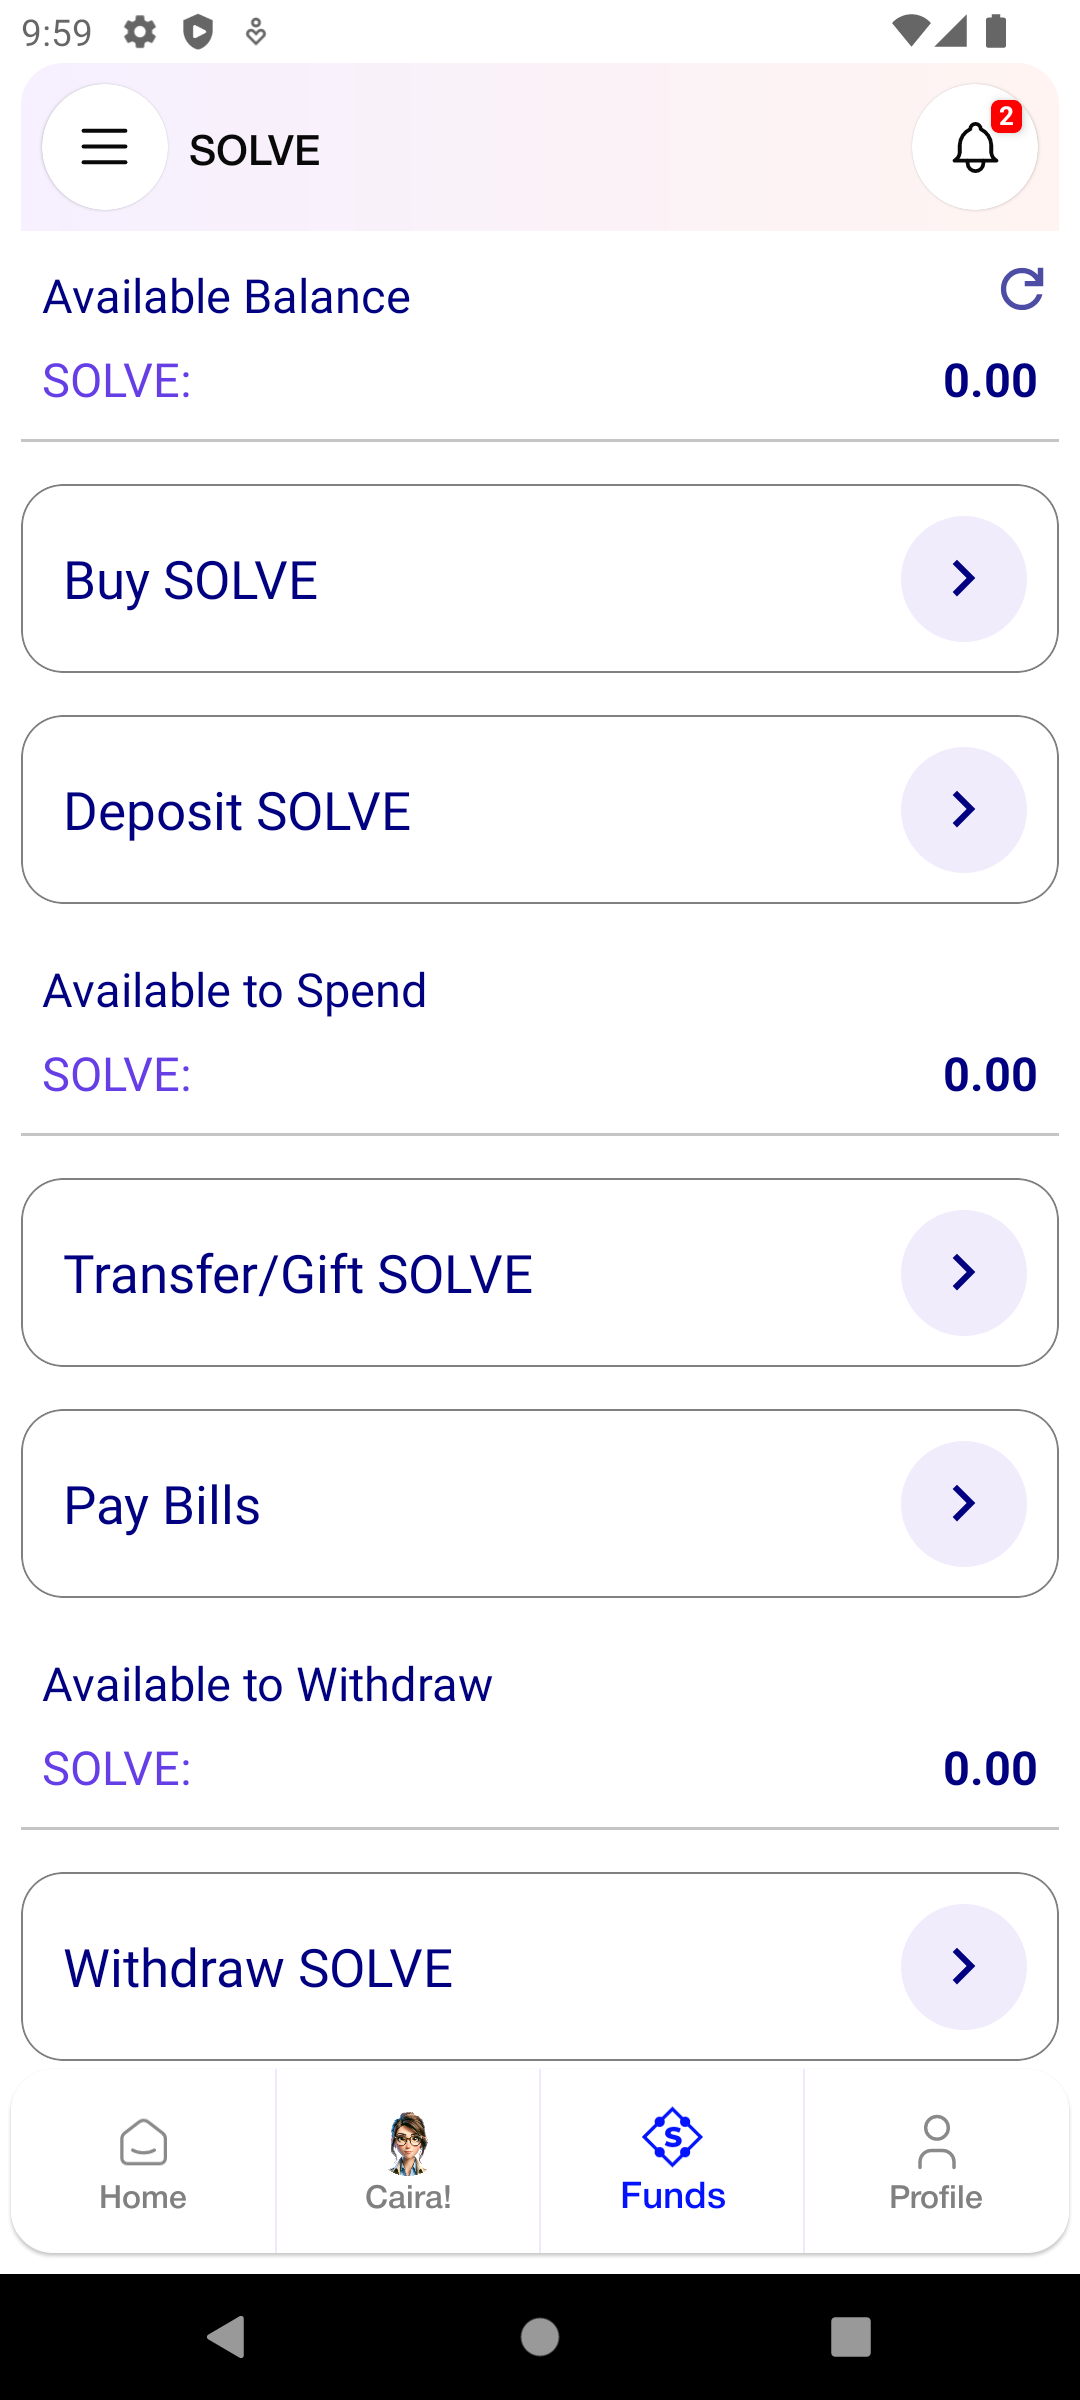 9:59
SOLVE
2
Available Balance
SOLVE: 0.00
Buy SOLVE
Deposit SOLVE
Available to Spend
SOLVE: 0.00
Transfer/Gift SOLVE
Pay Bills
Available to Withdraw
SOLVE: 0.00
Withdraw SOLVE
S
Home Caira! Funds Profile